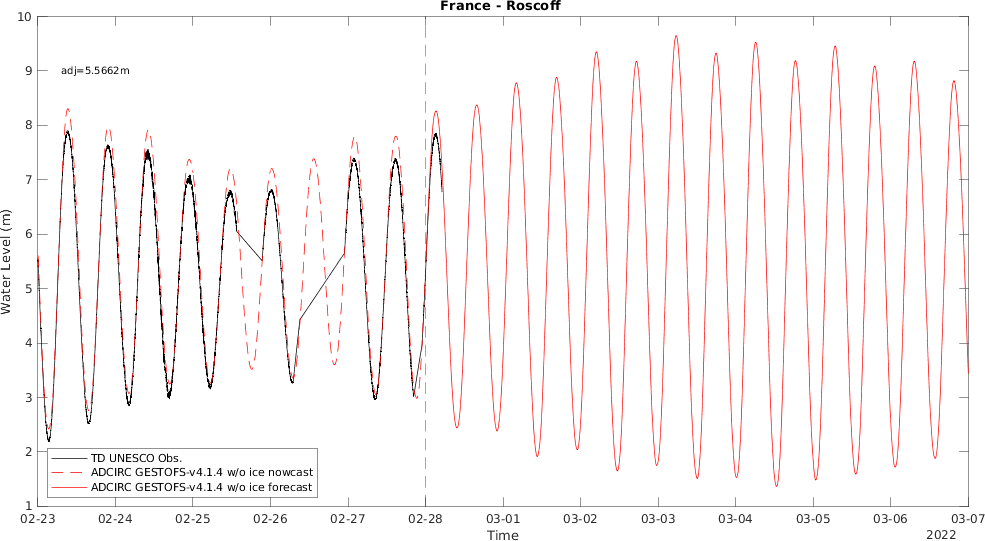 France - Roscoff
adj=5.5662m
Water Level (m)
10
9
8
7
6
5
4
3
2
1
TD UNESCO Obs.
ADCIRC GESTOFS-v4.1.4 w/o ice nowcast
ADCIRC GESTOFS-v4.1.4 w/o ice forecast
02-23 02-24 02-25 02-26 02-27 02-28 03-01 03-02 03-03 03-04 03-05 03-06 03-07
Time
2022